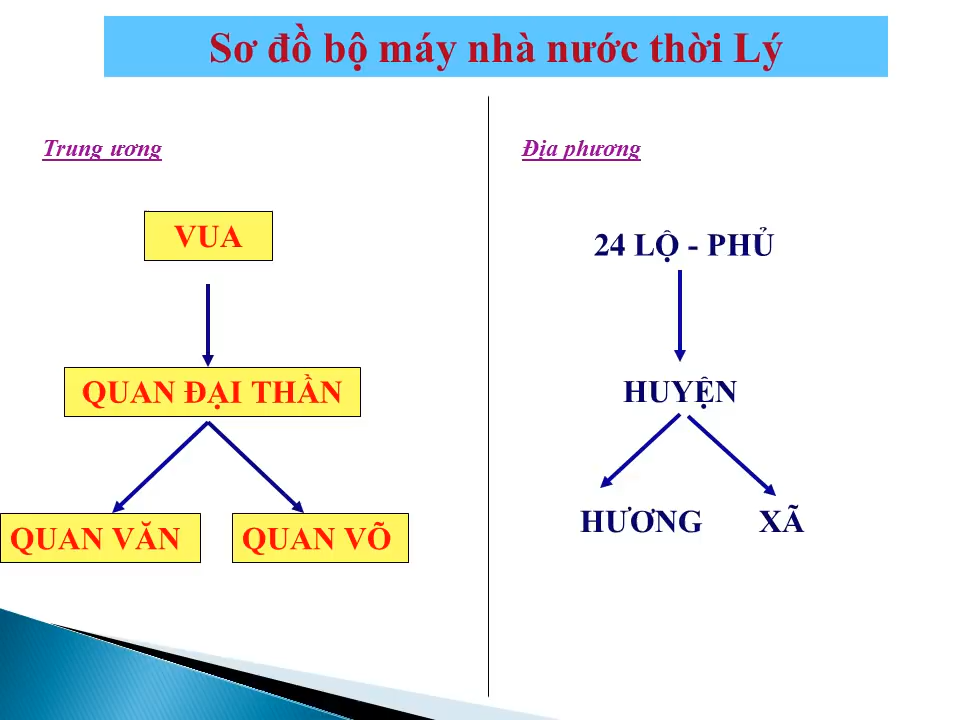 Sơ đồ bộ máy nhà nước thời Lý
Trung ương
VUA
QUAN ĐẠI THẦN
QUAN VĂN
QUAN VÕ
Địa phương
24 LỘ - PHỦ
HUYỆN
HƯƠNG
XÃ